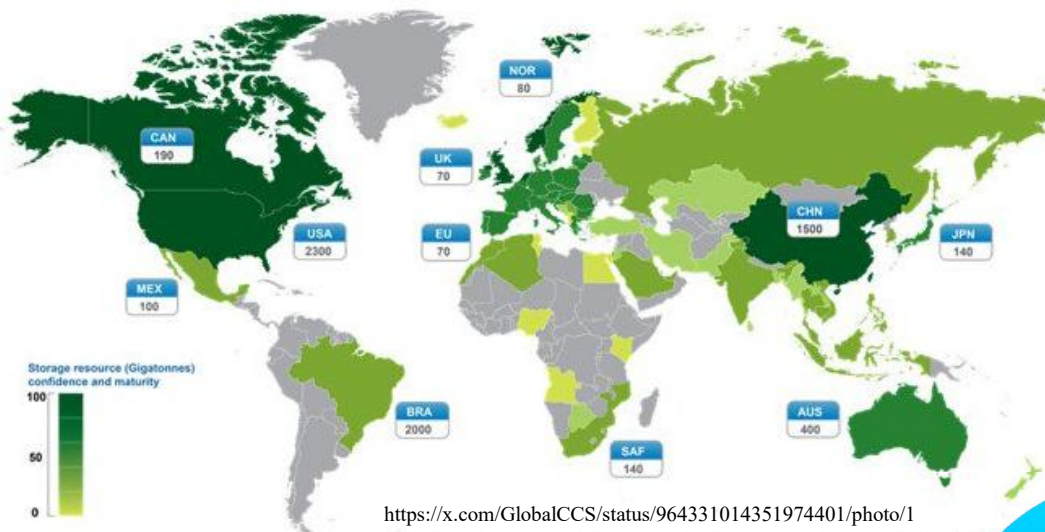 NOR
80
CAN
190
UK
70
CHN
1500
USA
2300
EU
70
JPN
140
MEX
100
Storage resource (Gigatonnes)
confidence and maturity
100
50
0
BRA
2000
AUS
400
SAF
140
https://x.com/GlobalCCS/status/964331014351974401/photo/1